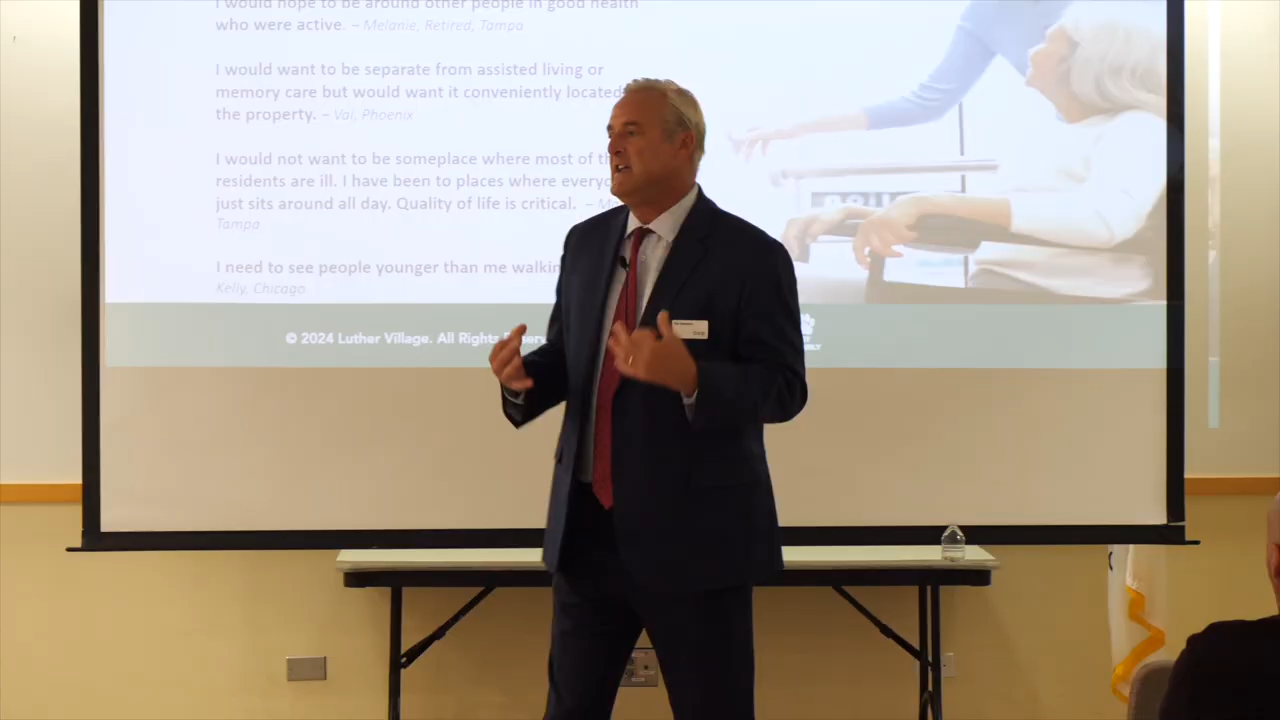 I would hope to be around other people in good health
who were active. – Melanie, Retired, Tampa
I would want to be separate from assisted living or
memory care but would want it conveniently located
the property. – Val, Phoenix
I would not want to be someplace where most of
residents are ill. I have been to places where
just sits around all day. Quality of life is critical. –
Tampa
I need to see people younger than me
Kelly, Chicago
© 2024 Luther Village. All Rights